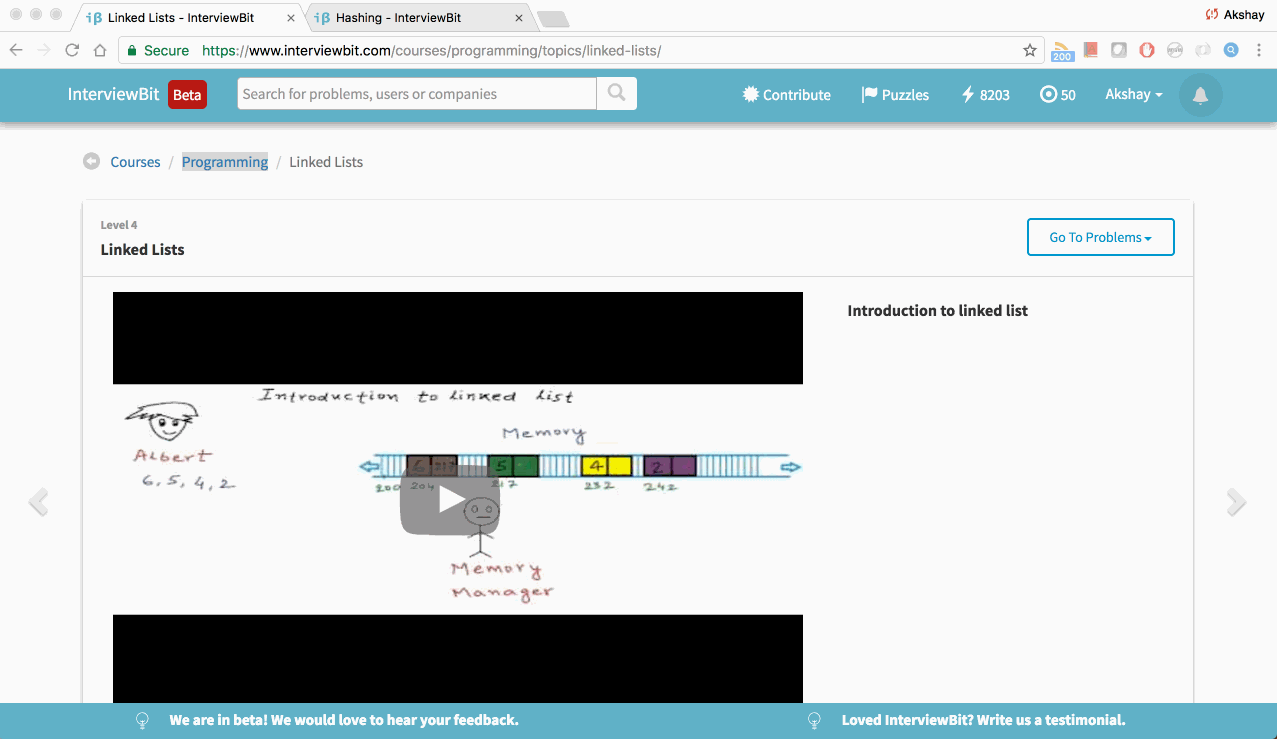 Linked Lists - InterviewBit
Hashing - InterviewBit
Akshay
Secure https://www.interviewbit.com/courses/programming/topics/linked-lists/
200
InterviewBit Beta
Search for problems, users or companies
Contribute
Puzzles
8203
50
Akshay
Courses / Programming / Linked Lists
Level 4
Linked Lists
Go To Problems
Introduction to linked list
Introduction to linked list
Memory
Albert
6, 5, 4, 2
6 217 5 4 2
200 204 217 232 242
Memory
Manager
We are in beta! We would love to hear your feedback.
Loved InterviewBit? Write us a testimonial.